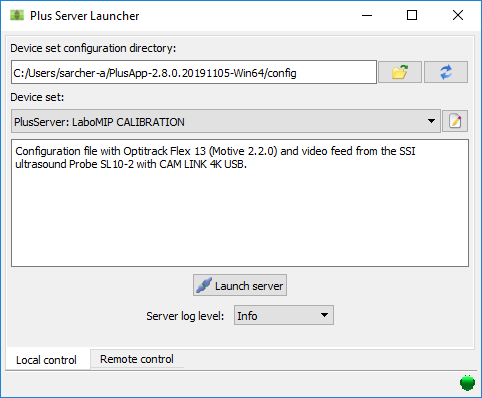 Plus Server Launcher
Device set configuration directory:
C:/Users/sarcher-a/PlusApp-2.8.0.20191105-Win64/config
Device set:
PlusServer: LaboMIP CALIBRATION
Configuration file with Optitrack Flex 13 (Motive 2.2.0) and video feed from the SSI
ultrasound Probe SL10-2 with CAM LINK 4K USB.
Launch server
Server log level: Info
Local control Remote control